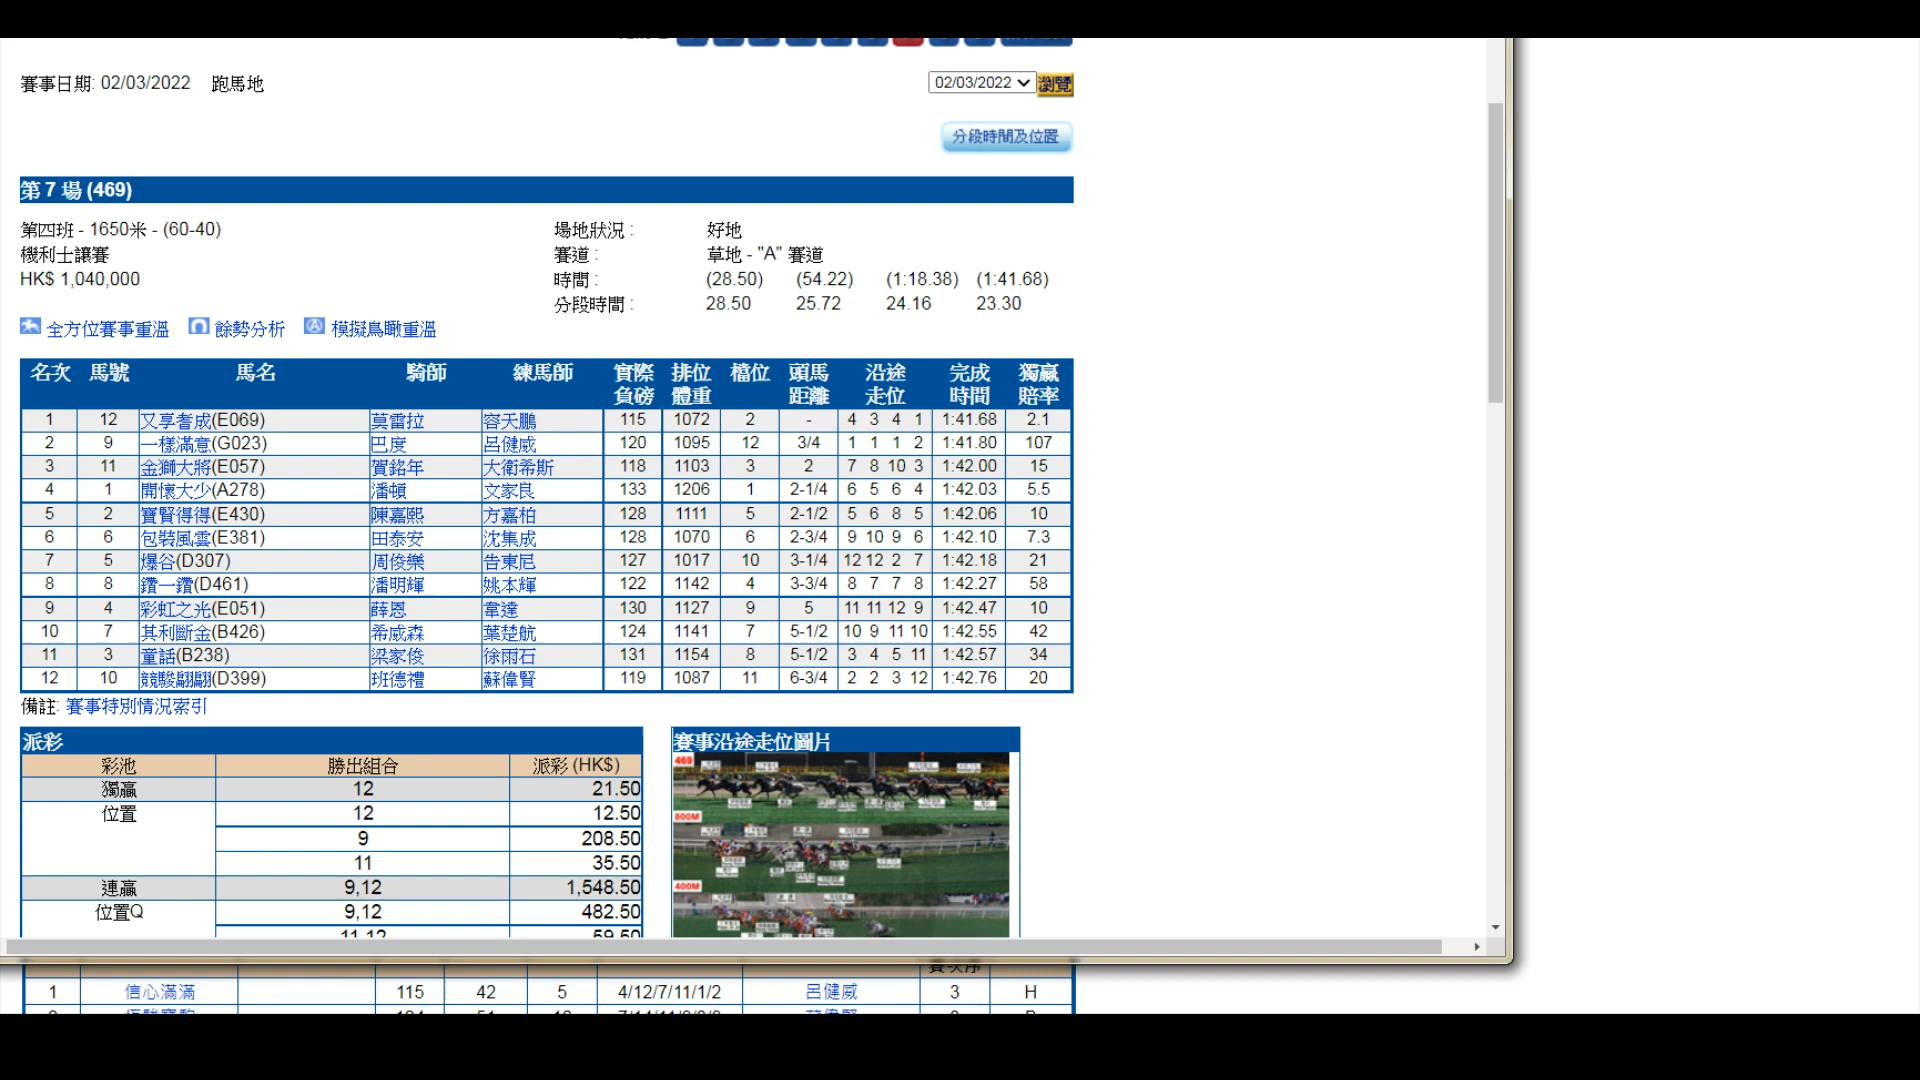 賽事日期: 02/03/2022 跑馬地 02/03/2022 瀏覽
分段時間及位置
第 7 場 (469)
第四班 - 1650米 - (60-40) 場地狀況 : 好地
機利士讓賽 賽道 : 草地 - "A" 賽道
HK$ 1,040,000 時間 : (28.50) (54.22) (1:18.38) (1:41.68)
分段時間 : 28.50 25.72 24.16 23.30
全方位賽事重溫 餘勢分析 模擬鳥瞰重溫
名次 馬號 馬名 騎師 練馬師 實際負磅 排位體重 檔位 頭馬距離 沿途走位 完成時間 獨贏賠率
1 12 又享耆成(E069) 莫雷拉 容天鵬 115 1072 2 - 4 3 4 1 1:41.68 2.1
2 9 一樣滿意(G023) 巴度 呂健威 120 1095 12 3/4 1 1 1 2 1:41.80 107
3 11 金獅大將(E057) 賀銘年 大衛希斯 118 1103 3 2 7 8 10 3 1:42.00 15
4 1 開懷大少(A278) 潘頓 文家良 133 1206 1 2-1/4 6 5 6 4 1:42.03 5.5
5 2 寶賢得得(E430) 陳嘉熙 方嘉柏 128 1111 5 2-1/2 5 6 8 5 1:42.06 10
6 6 包裝風雲(E381) 田泰安 沈集成 128 1070 6 2-3/4 9 10 9 6 1:42.10 7.3
7 5 爆谷(D307) 周俊樂 告東尼 127 1017 10 3-1/4 12 12 2 7 1:42.18 21
8 8 鑽一鑽(D461) 潘明輝 姚本輝 122 1142 4 3-3/4 8 7 7 8 1:42.27 58
9 4 彩虹之光(E051) 薛恩 韋達 130 1127 9 5 11 11 12 9 1:42.47 10
10 7 其利斷金(B426) 希威森 葉楚航 124 1141 7 5-1/2 10 9 11 10 1:42.55 42
11 3 童話(B238) 梁家俊 徐雨石 131 1154 8 5-1/2 3 4 5 11 1:42.57 34
12 10 競駿翩翩(D399) 班德禮 蘇偉賢 119 1087 11 6-3/4 2 2 3 12 1:42.76 20
備註: 賽事特別情況索引
派彩 賽事沿途走位圖片
彩池 勝出組合 派彩 (HK$)
獨贏 12 21.50
位置 12 12.50
9 208.50
11 35.50
連贏 9,12 1,548.50
位置Q 9,12 482.50
11,12 59.50
469
800M
400M
1 信心滿滿 115 42 5 4/12/7/11/1/2 呂健威 3 H